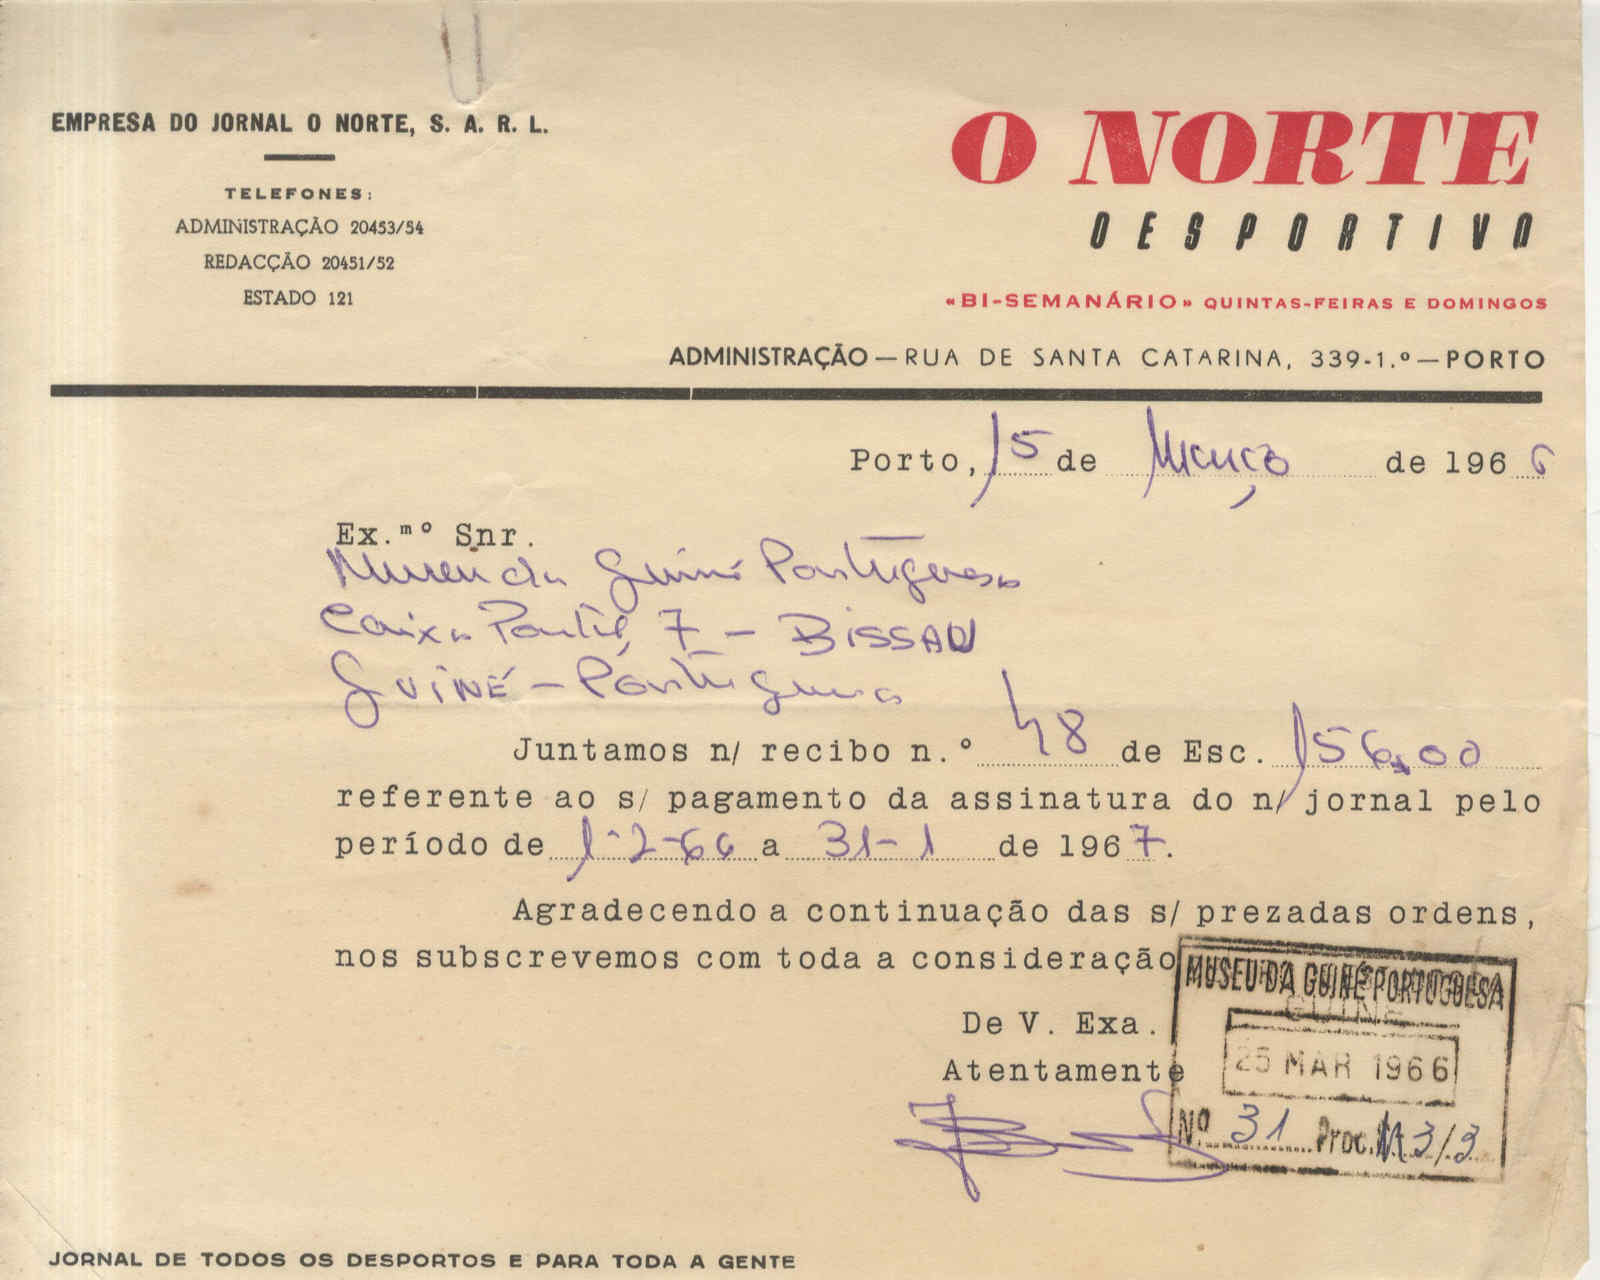 EMPRESA DO JORNAL O NORTE, S. A. R. L.
TELEFONES:
ADMINISTRAÇÃO 20453/54
REDACÇÃO 20451/52
ESTADO 121
O NORTE
DESPORTIVO
«BI-SEMANÁRIO» QUINTAS-FEIRAS E DOMINGOS
ADMINISTRAÇÃO — RUA DE SANTA CATARINA, 339-1.º — PORTO
Porto, 15 de Março de 1966
Ex.mº Snr.
Museu da Guiné Portuguesa
Caixa Postal, 7 - BISSAU
GUINÉ - Portuguesa
Juntamos n/ recibo n.º 48 de Esc. 156,00
referente ao s/ pagamento da assinatura do n/ jornal pelo
período de 1-2-66 a 31-1 de 1967.
Agradecendo a continuação das s/ prezadas ordens,
nos subscrevemos com toda a consideração
De V. Exa.
Atentamente
MUSEU DA GUINÉ PORTUGUESA
GUINÉ
25 MAR 1966
Nº 31 Proc. M 3/3
JORNAL DE TODOS OS DESPORTOS E PARA TODA A GENTE